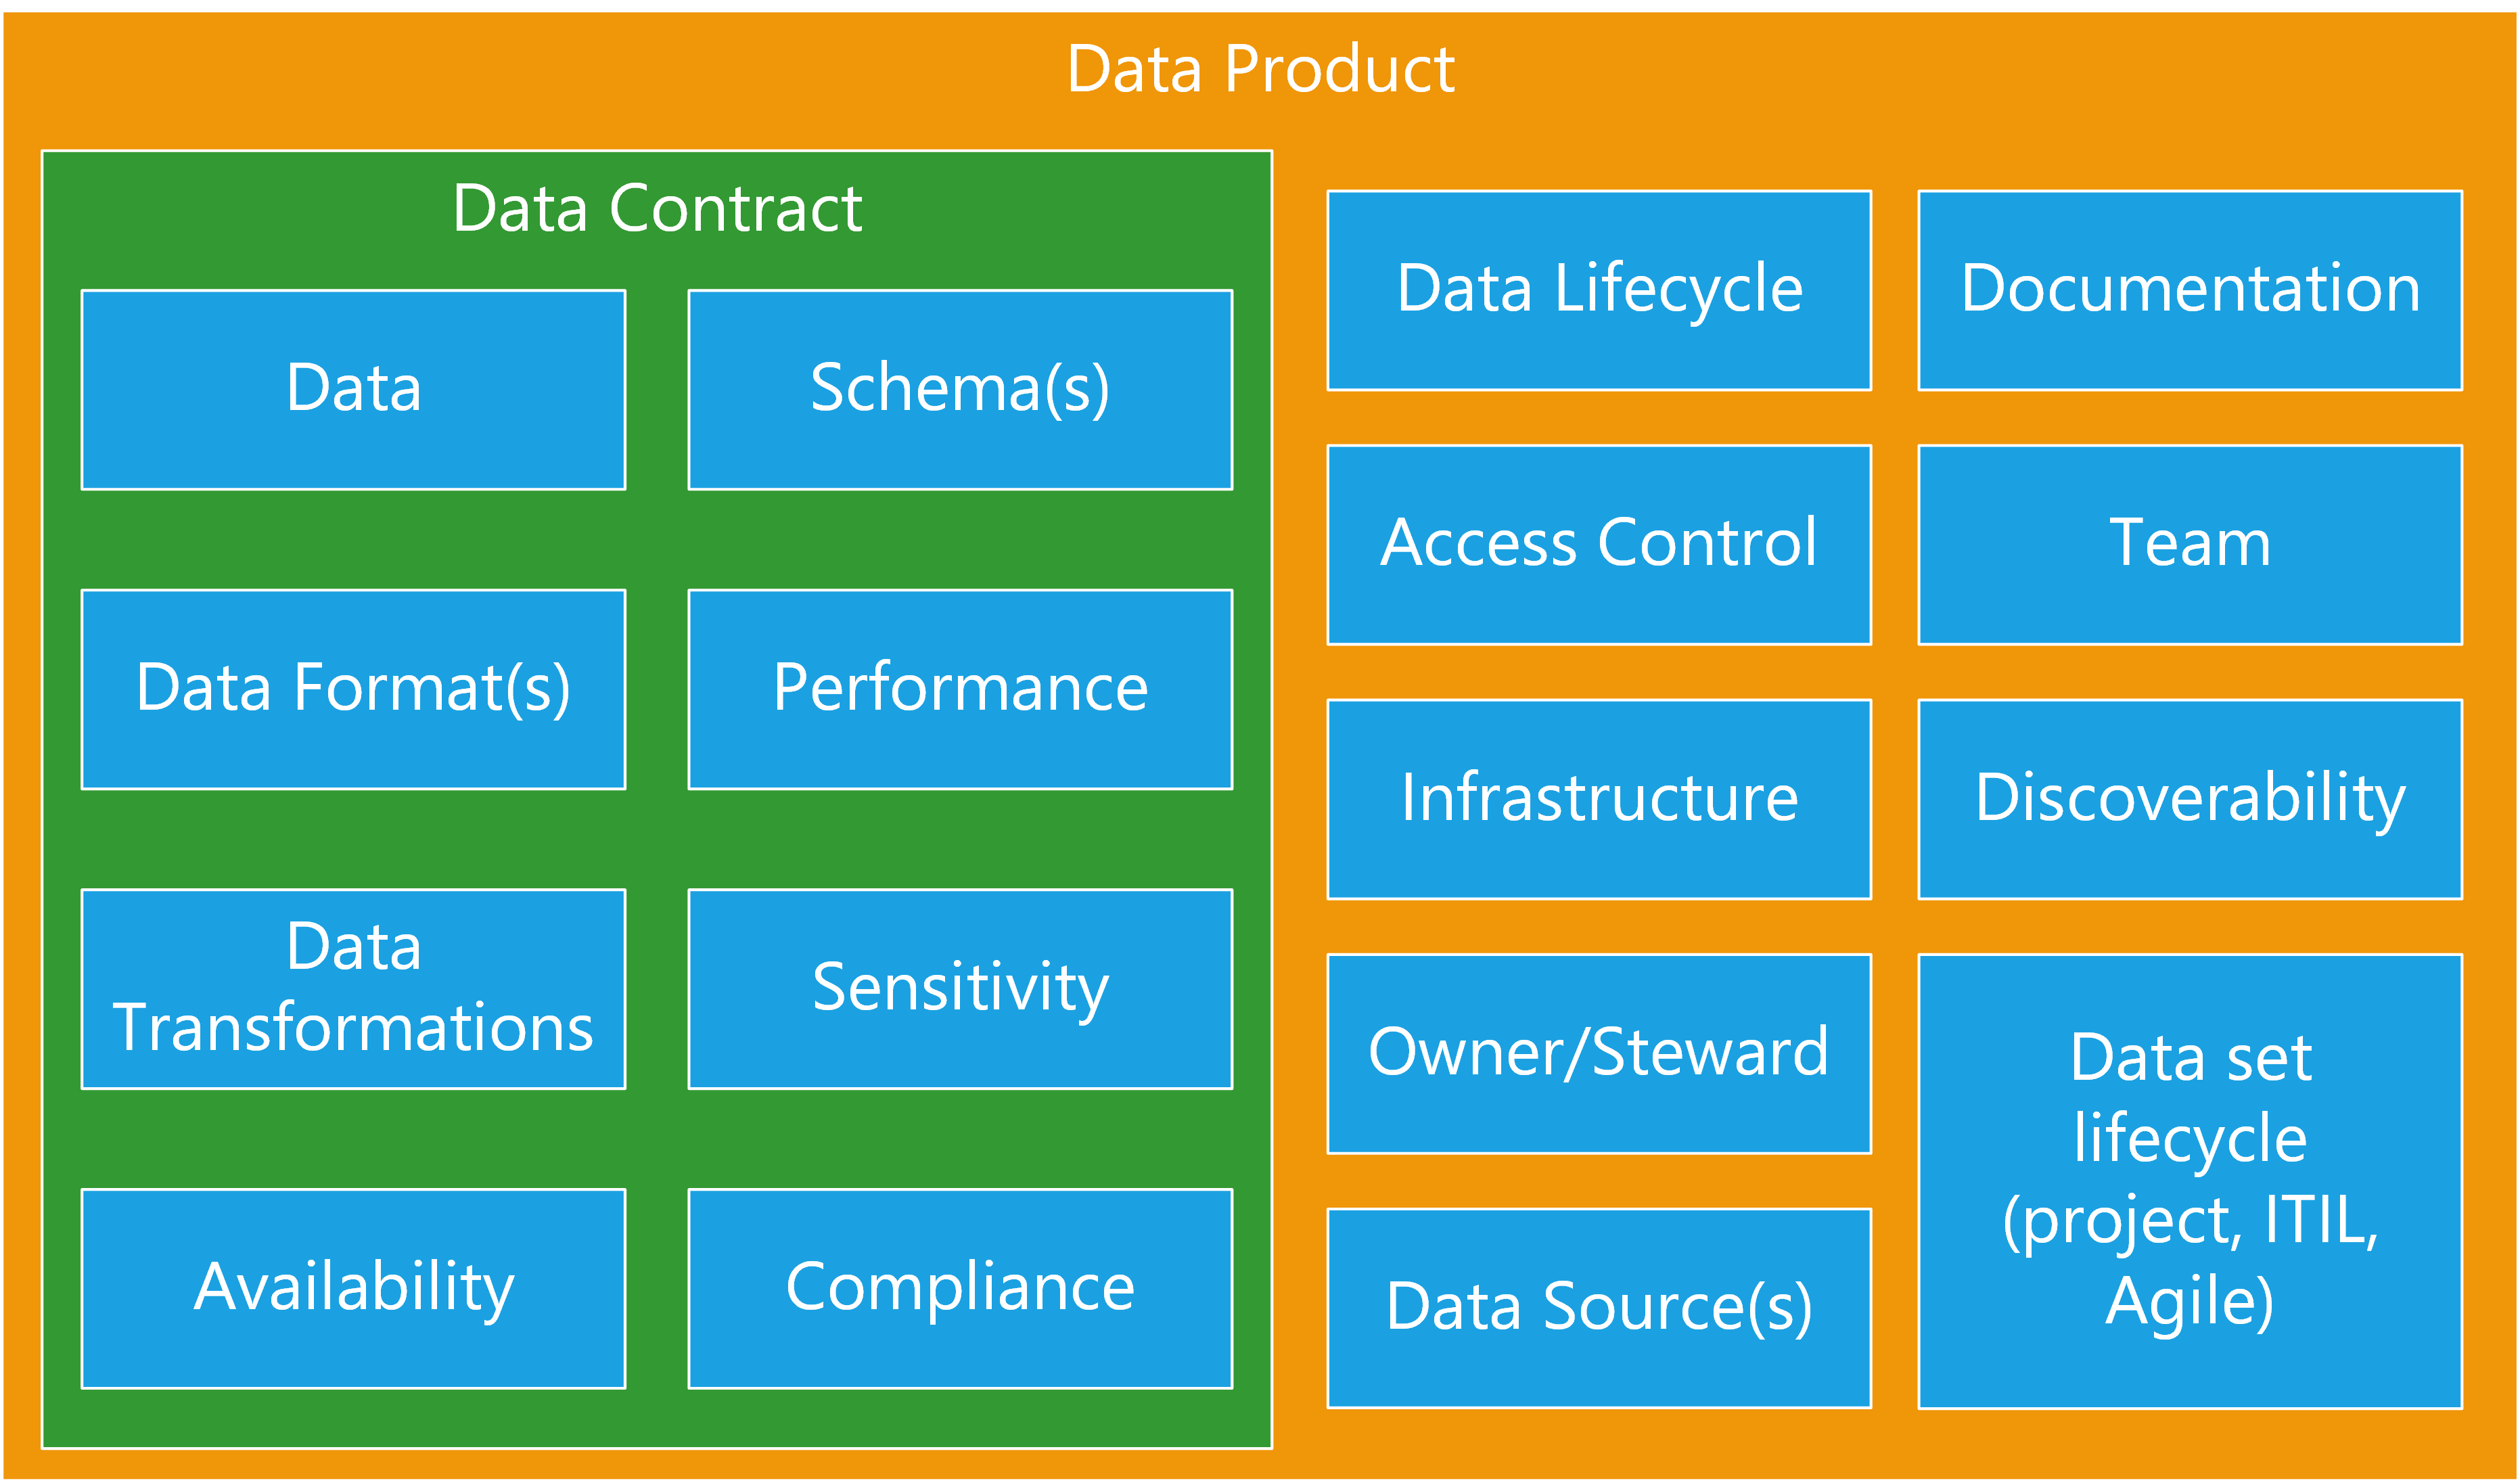 Data Product
Data Contract
Data
Schema(s)
Data Format(s)
Performance
Data
Transformations
Sensitivity
Availability
Compliance
Data Lifecycle
Documentation
Access Control
Team
Infrastructure
Discoverability
Owner/Steward
Data set
lifecycle
(project, ITIL,
Agile)
Data Source(s)